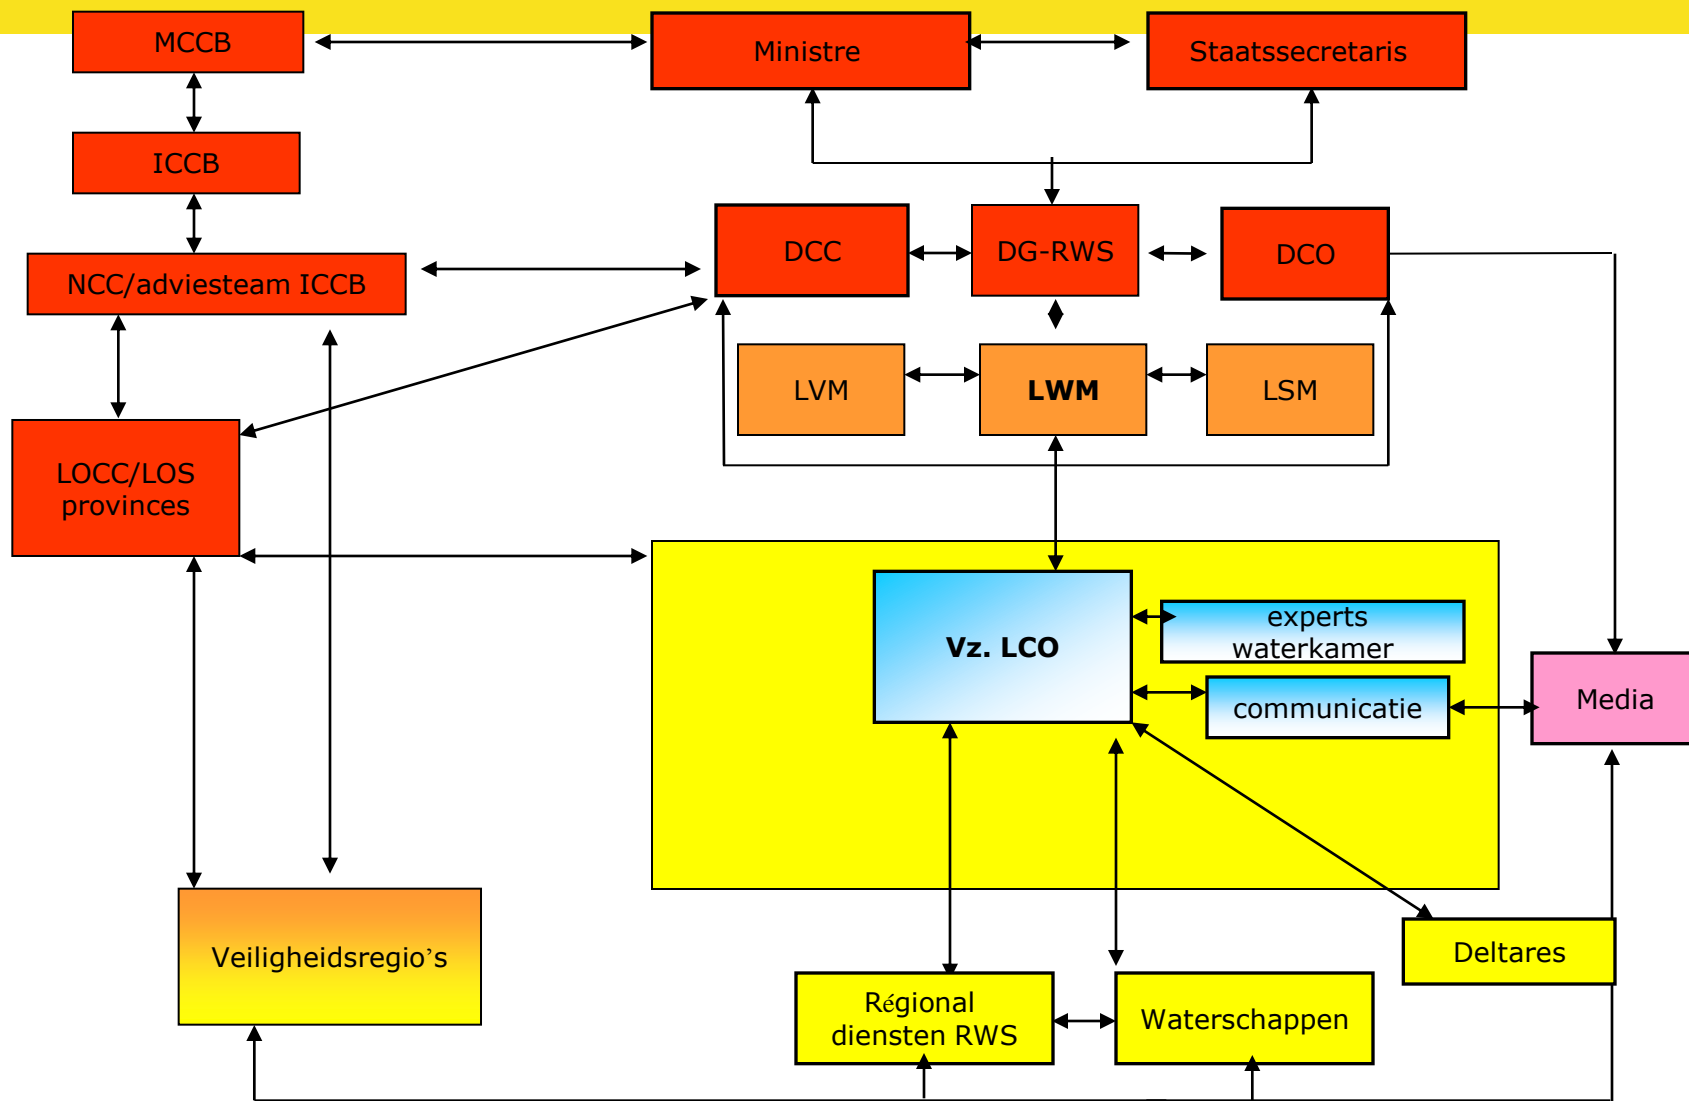 MCCB
Ministre
Staatssecretaris
ICCB
DCC
DG-RWS
DCO
NCC/adviesteam ICCB
LVM
LWM
LSM
LOCC/LOS
provinces
Vz. LCO
experts
waterkamer
communicatie
Media
Veiligheidsregio’s
Deltares
Régional
diensten RWS
Waterschappen